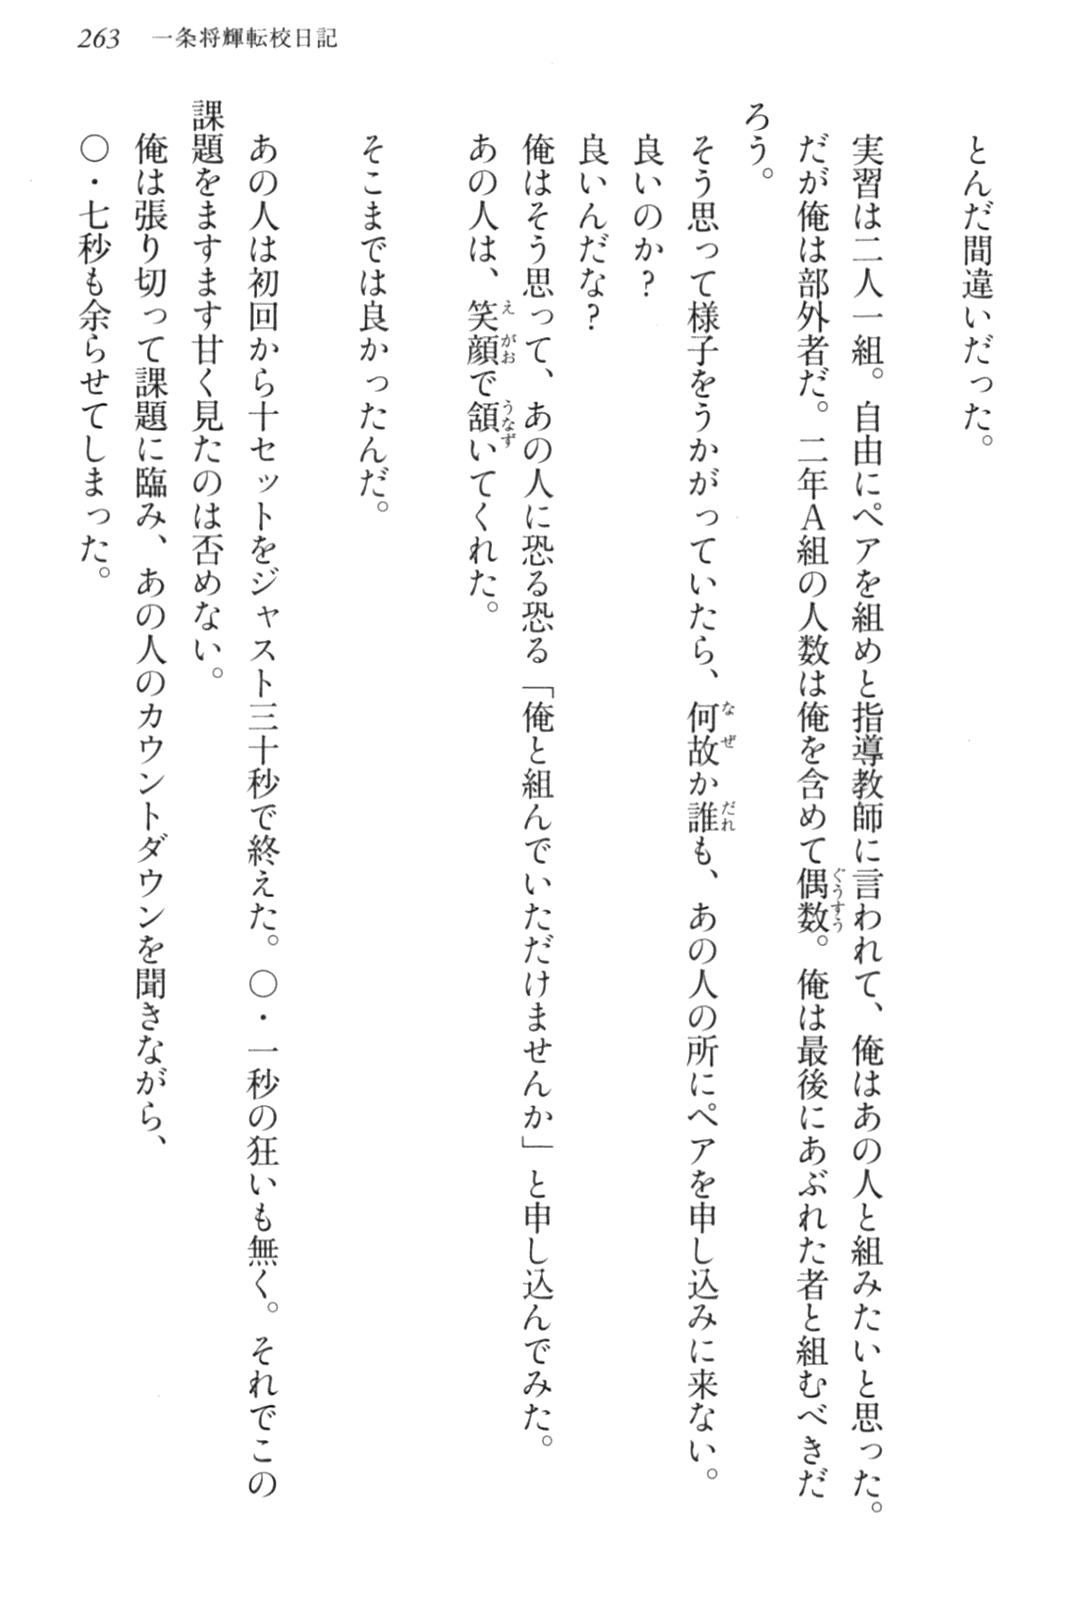 263　一条将輝転校日記
とんだ間違いだった。
実習は二人一組。自由にペアを組めと指導教師に言われて、俺はあの人と組みたいと思った。
だが俺は部外者だ。二年Ａ組の人数は俺を含めて偶数。俺は最後にあぶれた者と組むべきだ
ろう。
そう思って様子をうかがっていたら、何故か誰も、あの人の所にペアを申し込みに来ない。
良いのか？
良いんだな？
俺はそう思って、あの人に恐る恐る「俺と組んでいただけませんか」と申し込んでみた。
あの人は、笑顔で頷いてくれた。
そこまでは良かったんだ。
あの人は初回から十セットをジャスト三十秒で終えた。〇・一秒の狂いも無く。それでこの
課題をますます甘く見たのは否めない。
俺は張り切って課題に臨み、あの人のカウントダウンを聞きながら、
〇・七秒も余らせてしまった。